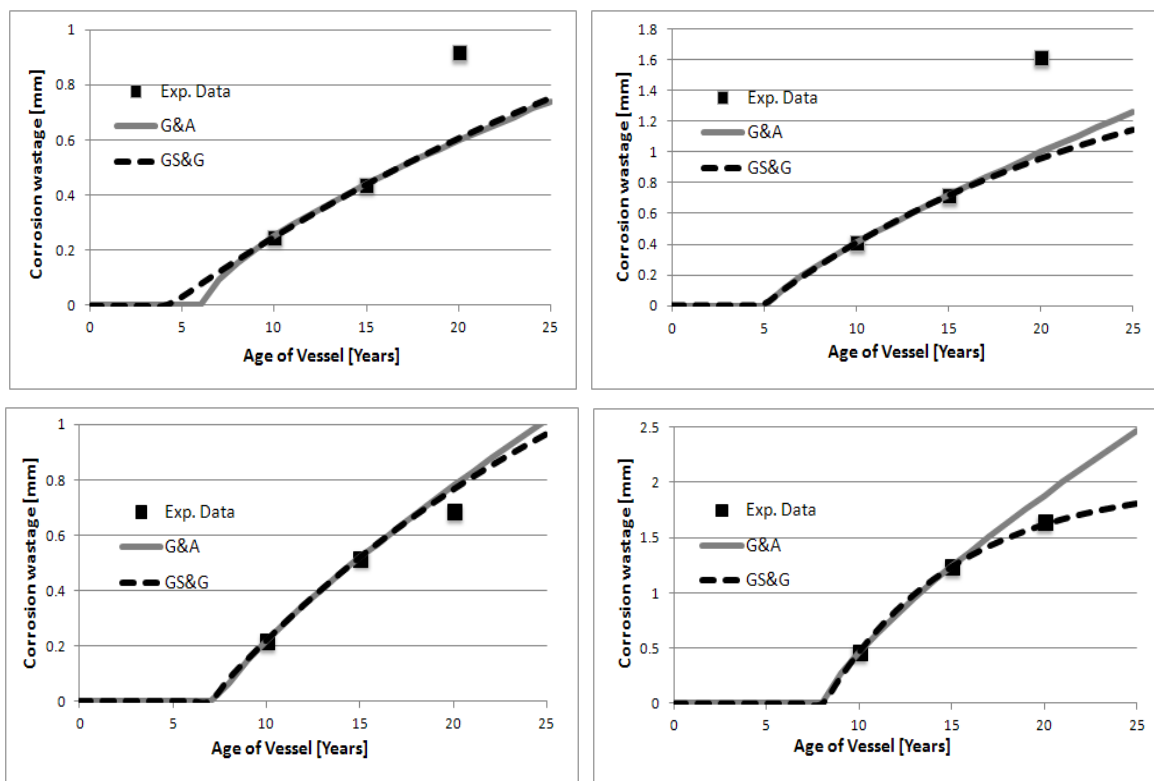 1
0.8
0.6
0.4
0.2
0
Corrosion wastage [mm]
Exp. Data
G&A
GS&G
0 5 10 15 20 25
Age of Vessel [Years]
1.8
1.6
1.4
1.2
1
0.8
0.6
0.4
0.2
0
Corrosion wastage [mm]
Exp. Data
G&A
GS&G
0 5 10 15 20 25
Age of Vessel [Years]
1
0.8
0.6
0.4
0.2
0
Corrosion wastage [mm]
Exp. Data
G&A
GS&G
0 5 10 15 20 25
Age of Vessel [Years]
2.5
2
1.5
1
0.5
0
Corrosion wastage [mm]
Exp. Data
G&A
GS&G
0 5 10 15 20 25
Age of Vessel [Years]